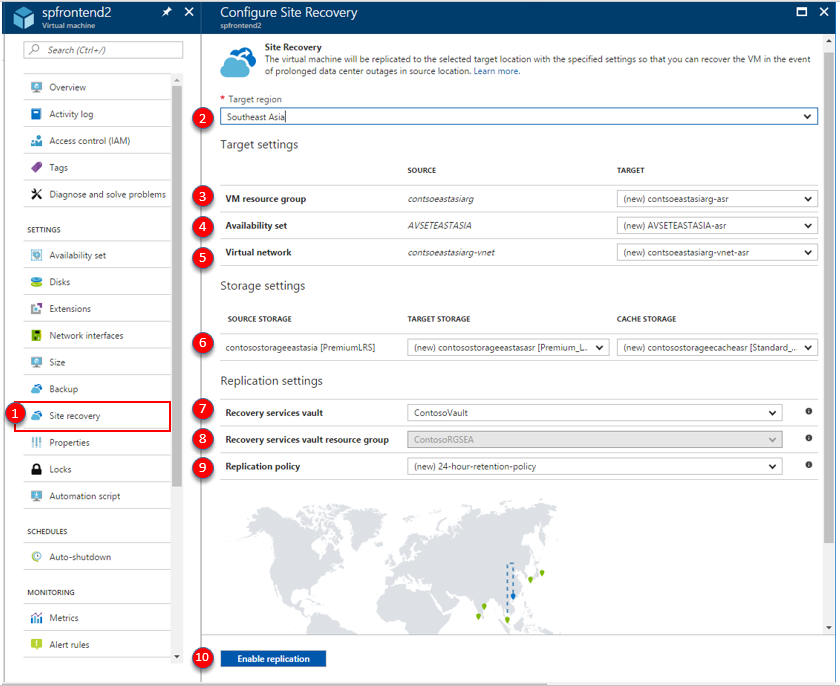 spfrontend2
Virtual machine
Search (Ctrl+/)
Overview
Activity log
Access control (IAM)
Tags
Diagnose and solve problems
SETTINGS
Availability set
Disks
Extensions
Network interfaces
Size
Backup
1 Site recovery
Properties
Locks
Automation script
SCHEDULES
Auto-shutdown
MONITORING
Metrics
Alert rules
Configure Site Recovery
spfrontend2
Site Recovery
The virtual machine will be replicated to the selected target location with the specified settings so that you can recover the VM in the event
of prolonged data center outages in source location. Learn more.
* Target region
2 Southeast Asia
Target settings
SOURCE TARGET
3 VM resource group contsoeastasiarg (new) contsoeastasiarg-asr
4 Availability set AVSETEASTASIA (new) AVSETEASTASIA-asr
5 Virtual network contsoeastasiarg-vnet (new) contsoeastasiarg-vnet-asr
Storage settings
SOURCE STORAGE TARGET STORAGE CACHE STORAGE
6 contosostorageeastasia [PremiumLRS] (new) contosostorageeastasasr [Premium_L... (new) contosostorageecacheasr [Standard_...
Replication settings
7 Recovery services vault ContosoVault
8 Recovery services vault resource group ContosoRGSEA
9 Replication policy (new) 24-hour-retention-policy
10 Enable replication